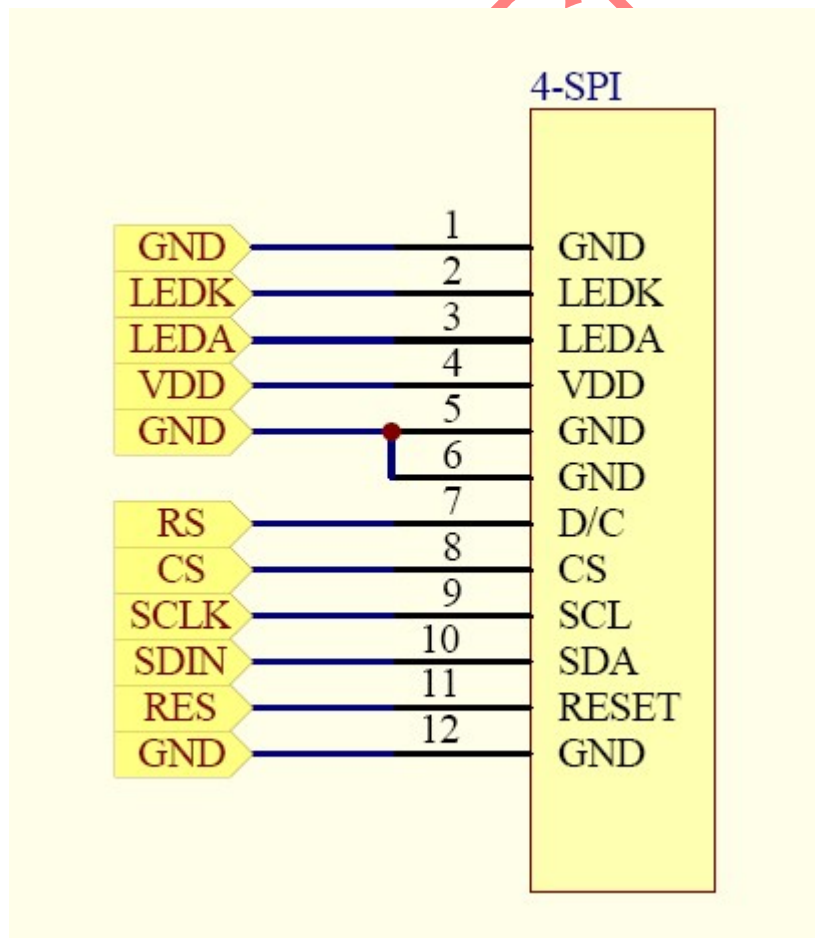 4-SPI
GND 1 GND
LEDK 2 LEDK
LEDA 3 LEDA
VDD 4 VDD
GND 5 GND
6 GND
RS 7 D/C
CS 8 CS
SCLK 9 SCL
SDIN 10 SDA
RES 11 RESET
GND 12 GND